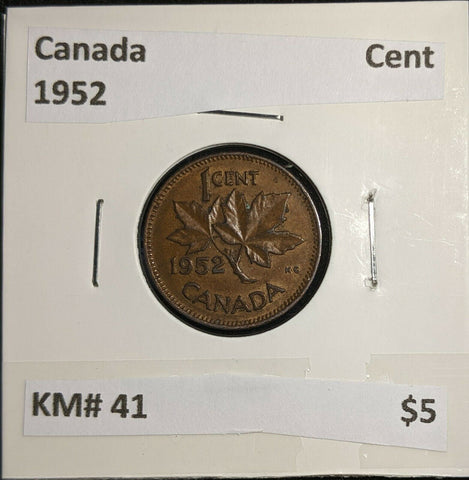 Canada Cent
1952
1 CENT
1952 KG
CANADA
KM# 41 $5